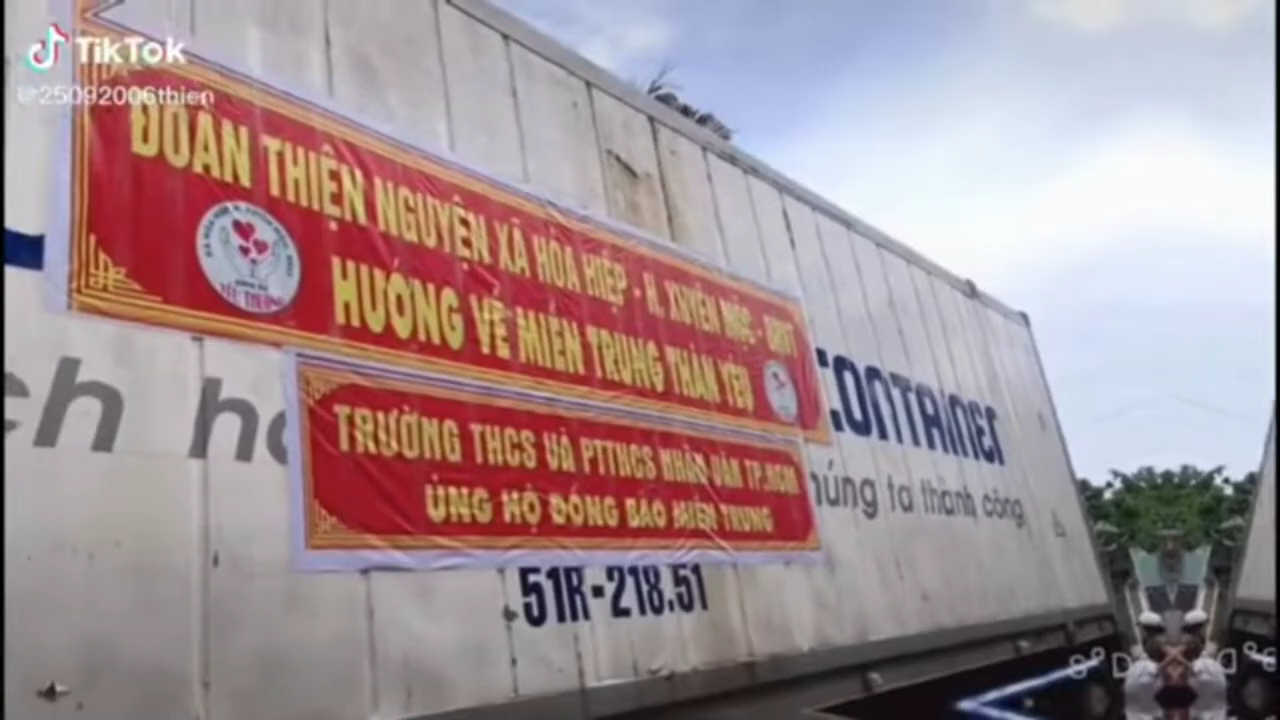 TikTok
@25092006thien
ĐOÀN THIỆN NGUYỆN XÃ HÒA HIỆP - H. XUYÊN MỘC - BRVT
HƯỚNG VỀ MIỀN TRUNG THÂN YÊU
TRƯỜNG THCS VÀ PTTHCS NHÂN VĂN TP.HCM
ỦNG HỘ ĐỒNG BÀO MIỀN TRUNG
CONTAINER
húng ta thành công
51R-218.51